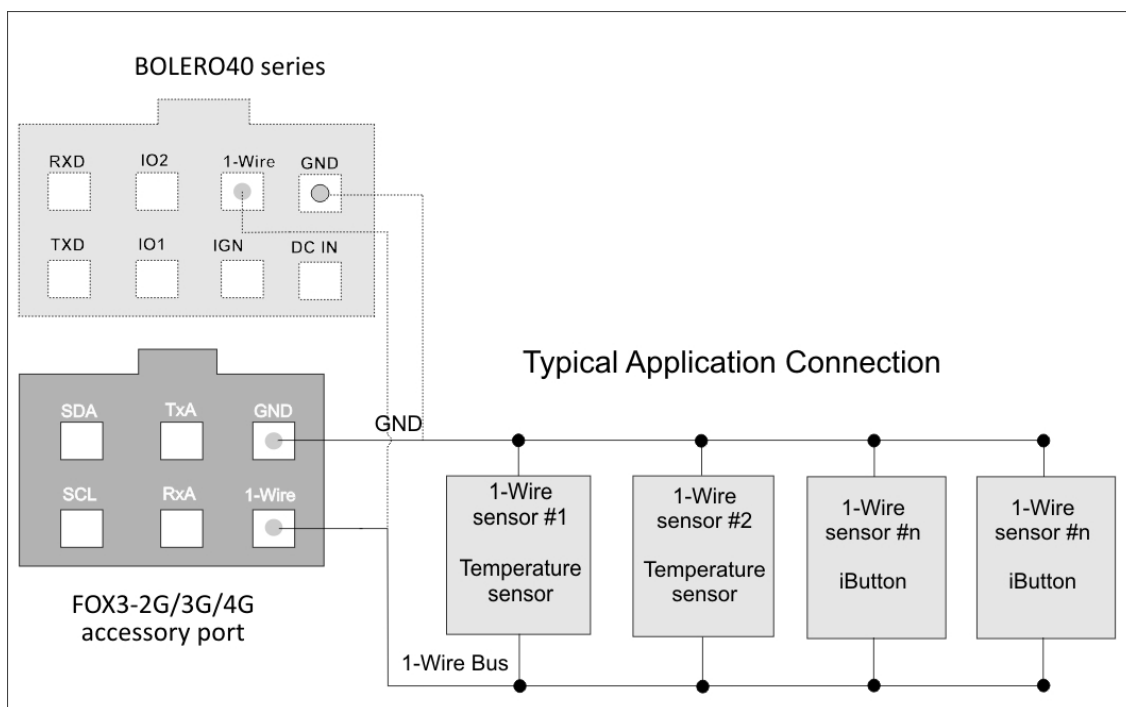 BOLERO40 series
RXD IO2 1-Wire GND
TXD IO1 IGN DC IN
Typical Application Connection
SDA TxA GND
GND
SCL RxA 1-Wire
1-Wire
sensor #1
Temperature
sensor
1-Wire
sensor #2
Temperature
sensor
1-Wire
sensor #n
iButton
1-Wire
sensor #n
iButton
FOX3-2G/3G/4G
accessory port
1-Wire Bus